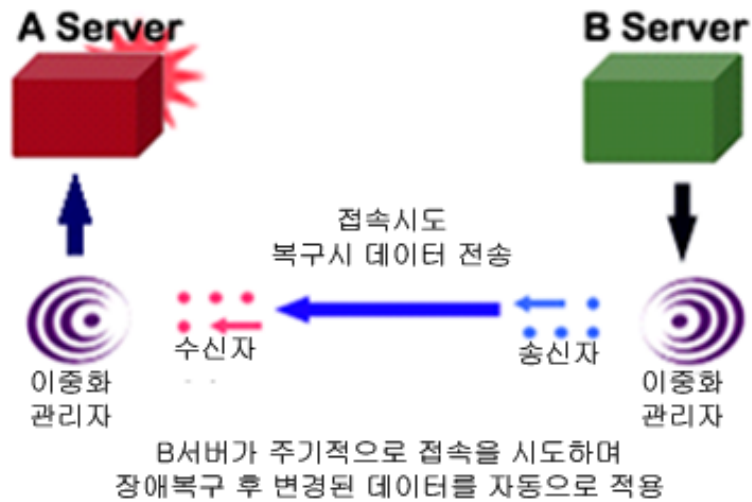 A Server
B Server
접속시도
복구시 데이터 전송
수신자
송신자
이중화
관리자
이중화
관리자
B서버가 주기적으로 접속을 시도하며
장애복구 후 변경된 데이터를 자동으로 적용